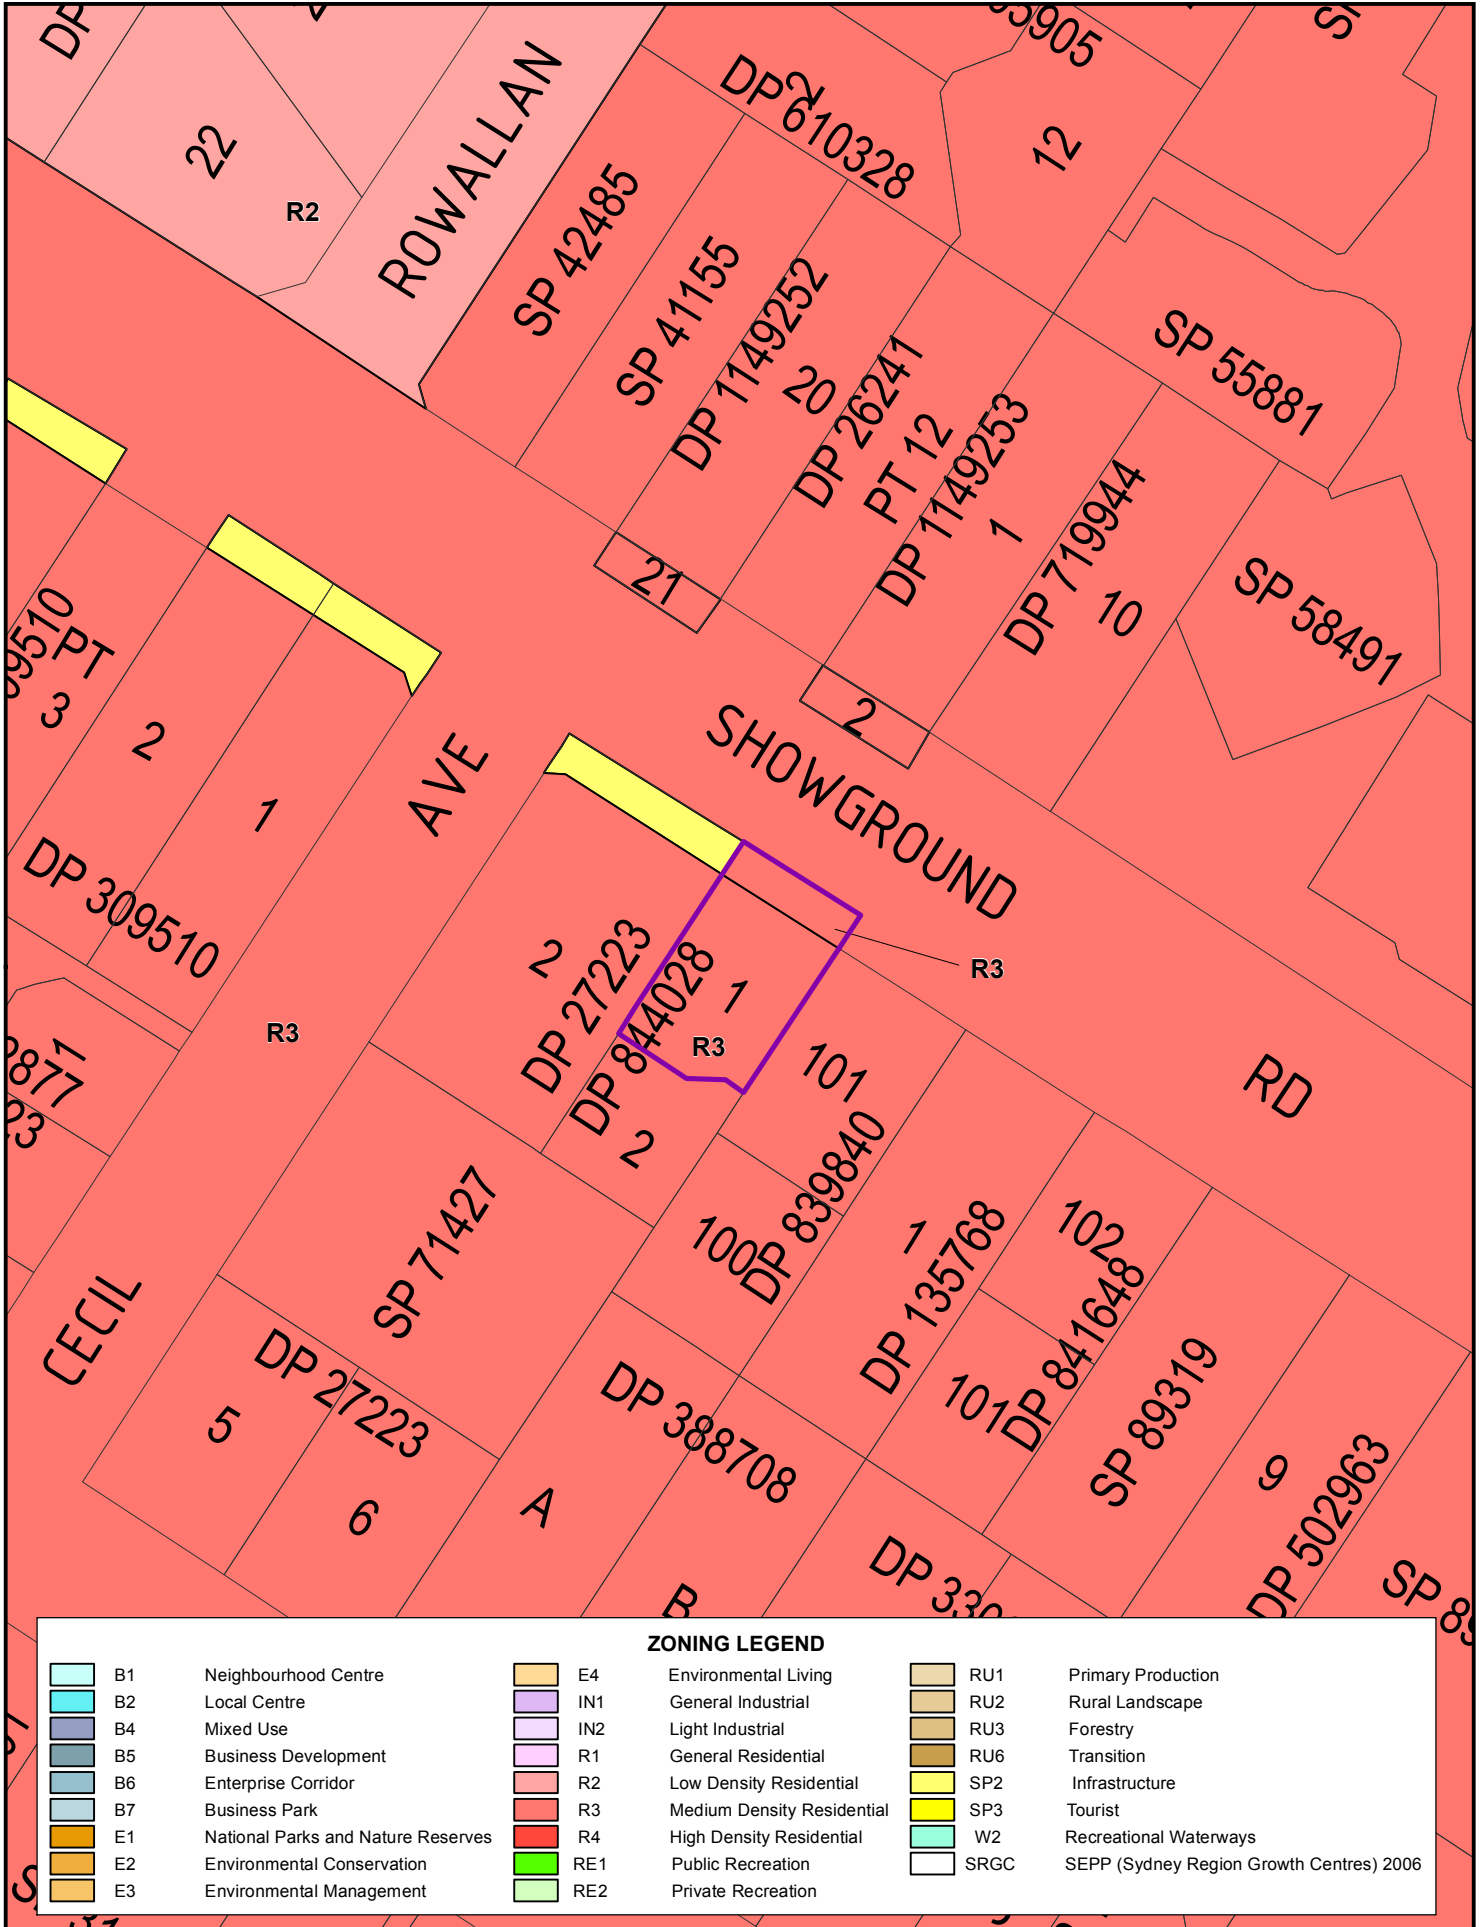 DP
22
R2
ROWALLAN
2
DP 610328
12
SP 42485
SP 41155
DP 1149252
20
DP 26241
PT 12
DP 1149253
1
DP 719944
10
SP 55881
SP 58491
21
2
SHOWGROUND
RD
PT
3
2
1
DP 309510
AVE
CECIL
R3
2
DP 27223
DP 844028
1
R3
R3
2
101
DP 839840
100
1
DP 135768
102
DP 841648
101
SP 89319
9
DP 502963
SP 71427
DP 27223
5
6
DP 388708
A
B
ZONING LEGEND
B1 Neighbourhood Centre
B2 Local Centre
B4 Mixed Use
B5 Business Development
B6 Enterprise Corridor
B7 Business Park
E1 National Parks and Nature Reserves
E2 Environmental Conservation
E3 Environmental Management
E4 Environmental Living
IN1 General Industrial
IN2 Light Industrial
R1 General Residential
R2 Low Density Residential
R3 Medium Density Residential
R4 High Density Residential
RE1 Public Recreation
RE2 Private Recreation
RU1 Primary Production
RU2 Rural Landscape
RU3 Forestry
RU6 Transition
SP2 Infrastructure
SP3 Tourist
W2 Recreational Waterways
SRGC SEPP (Sydney Region Growth Centres) 2006